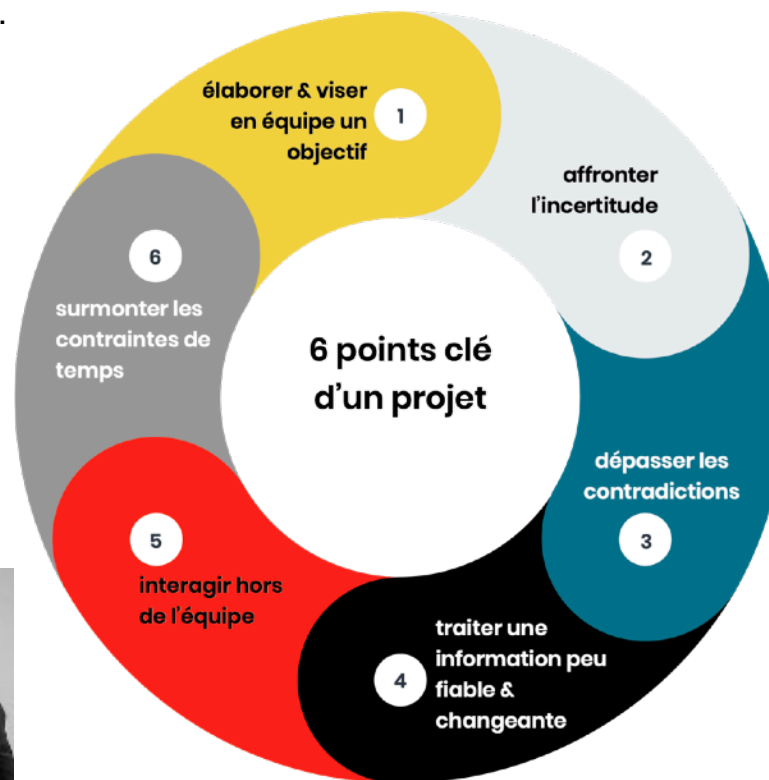 .
6 points clé
d'un projet
1
élaborer & viser
en équipe un
objectif
2
affronter
l'incertitude
3
dépasser les
contradictions
4
traiter une
information peu
fiable &
changeante
5
interagir hors
de l'équipe
6
surmonter les
contraintes de
temps